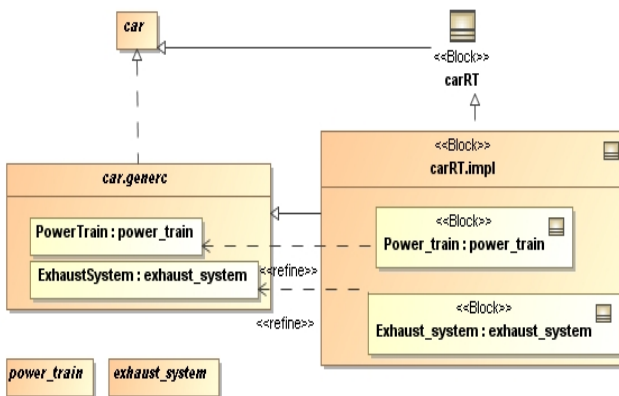 car
<<Block>>
carRT
car.generc
PowerTrain : power_train
ExhaustSystem : exhaust_system
<<Block>>
carRT.impl
<<Block>>
Power_train : power_train
<<refine>>
<<Block>>
Exhaust_system : exhaust_system
<<refine>>
power_train
exhaust_system